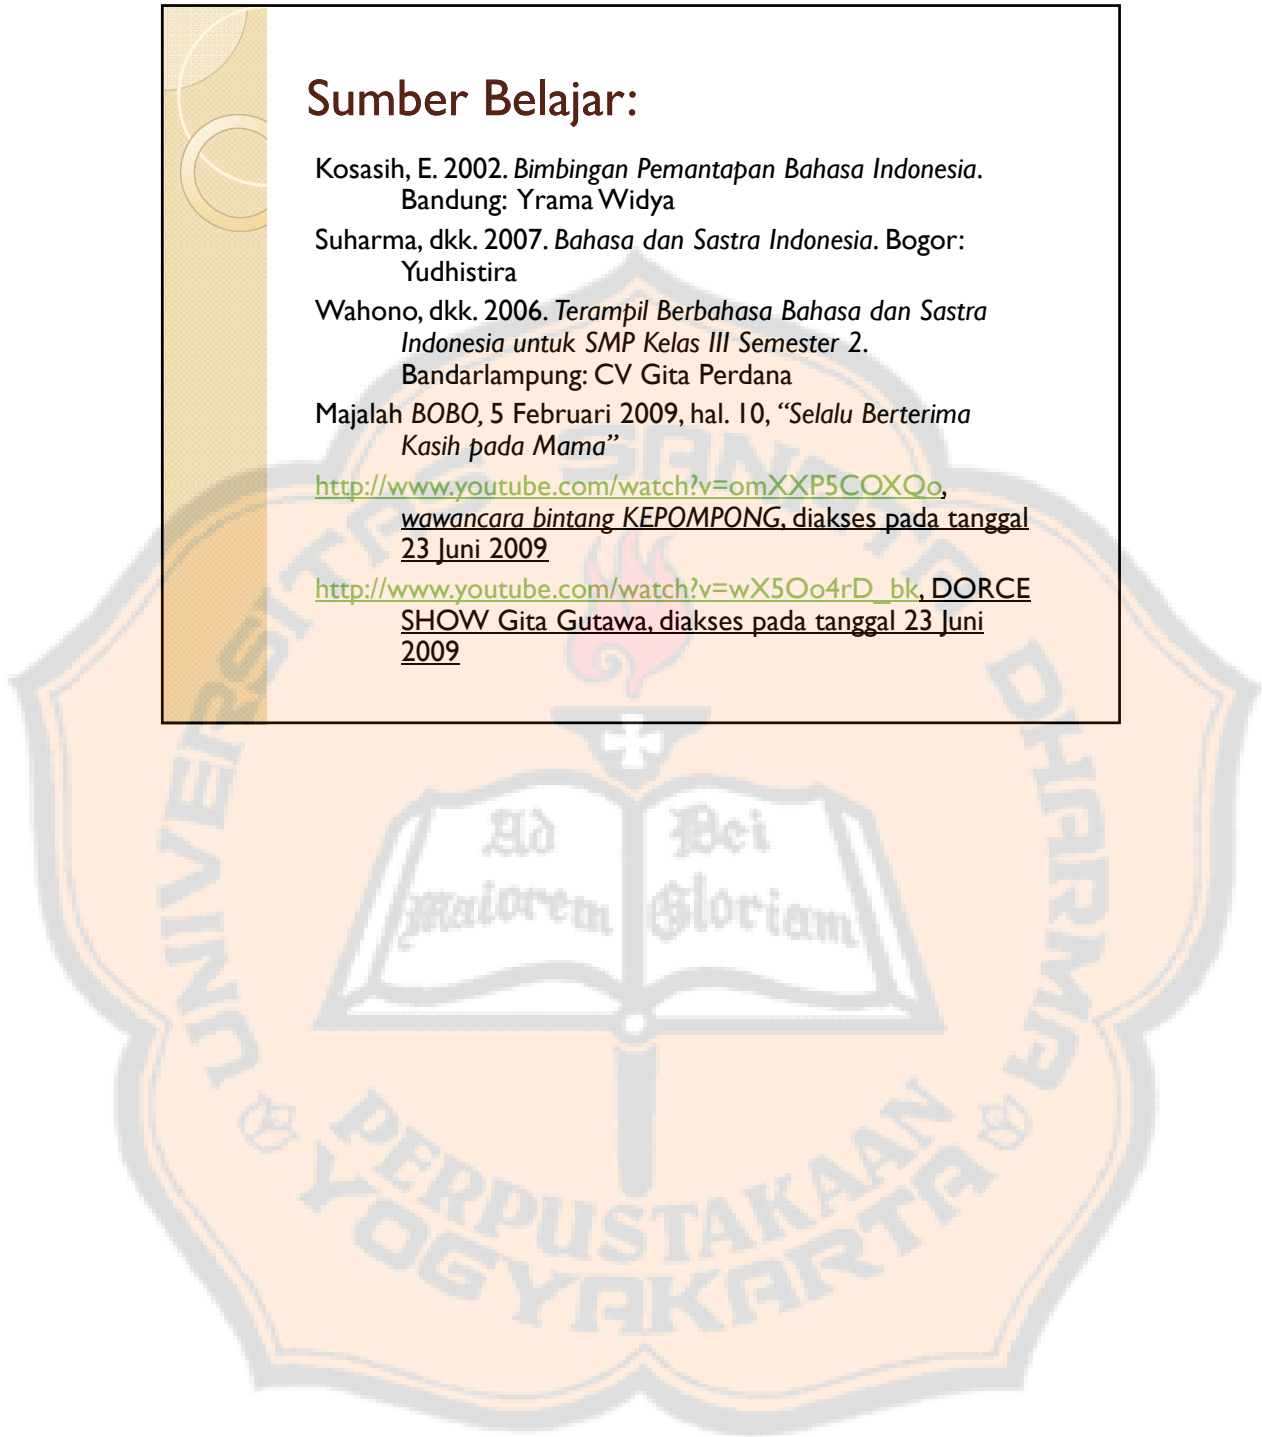 Sumber Belajar:
Kosasih, E. 2002. Bimbingan Pemantapan Bahasa Indonesia.
Bandung: Yrama Widya
Suharma, dkk. 2007. Bahasa dan Sastra Indonesia. Bogor:
Yudhistira
Wahono, dkk. 2006. Terampil Berbahasa Bahasa dan Sastra
Indonesia untuk SMP Kelas III Semester 2.
Bandarlampung: CV Gita Perdana
Majalah BOBO, 5 Februari 2009, hal. 10, “Selalu Berterima
Kasih pada Mama”
http://www.youtube.com/watch?v=omXXP5COXQo,
wawancara bintang KEPOMPONG, diakses pada tanggal
23 Juni 2009
http://www.youtube.com/watch?v=wX5Oo4rD_bk, DORCE
SHOW Gita Gutawa, diakses pada tanggal 23 Juni
2009
UNIVERSITAS SANATA DHARMA
Ad
Maiorem
Dei
Gloriam
PERPUSTAKAAN
YOGYAKARTA